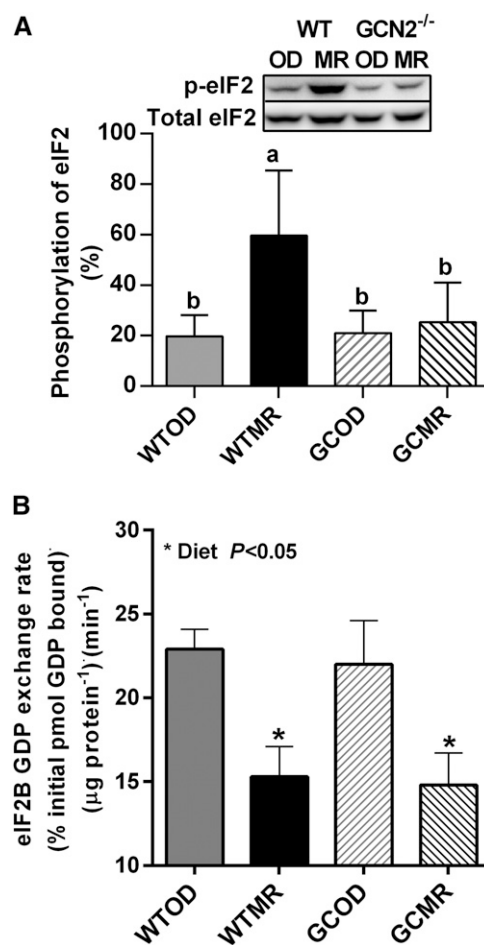 A
WT GCN2-/-
OD MR OD MR
p-eIF2
Total eIF2
Phosphorylation of eIF2
(%)
100
80
60
40
20
0
b
a
b
b
WTOD
WTMR
GCOD
GCMR
B
eIF2B GDP exchange rate
(% initial pmol GDP bound)·
(µg protein-1)·(min-1)
30
25
20
15
10
* Diet P<0.05
*
*
WTOD
WTMR
GCOD
GCMR